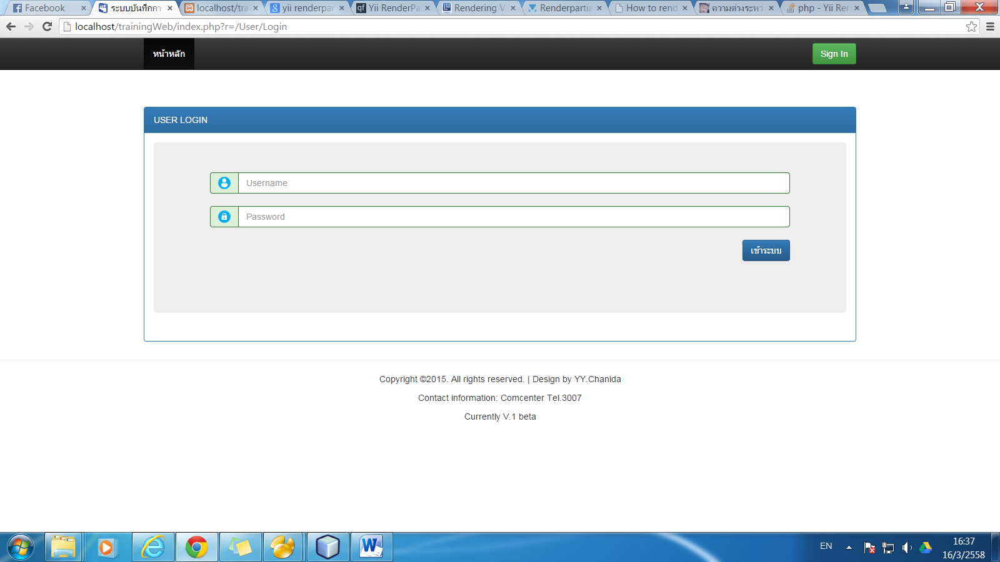 Facebook
ระบบบันทึกกา
localhost/tra
yii renderpar
Yii RenderPa
Rendering V
Renderpartia
How to rend
ความต่างระหว
php - Yii Ren
localhost/trainingWeb/index.php?r=/User/Login
หน้าหลัก
Sign In
USER LOGIN
Username
Password
เข้าระบบ
Copyright ©2015. All rights reserved. | Design by YY.Chanida
Contact information: Comcenter Tel.3007
Currently V.1 beta
EN
16:37
16/3/2558